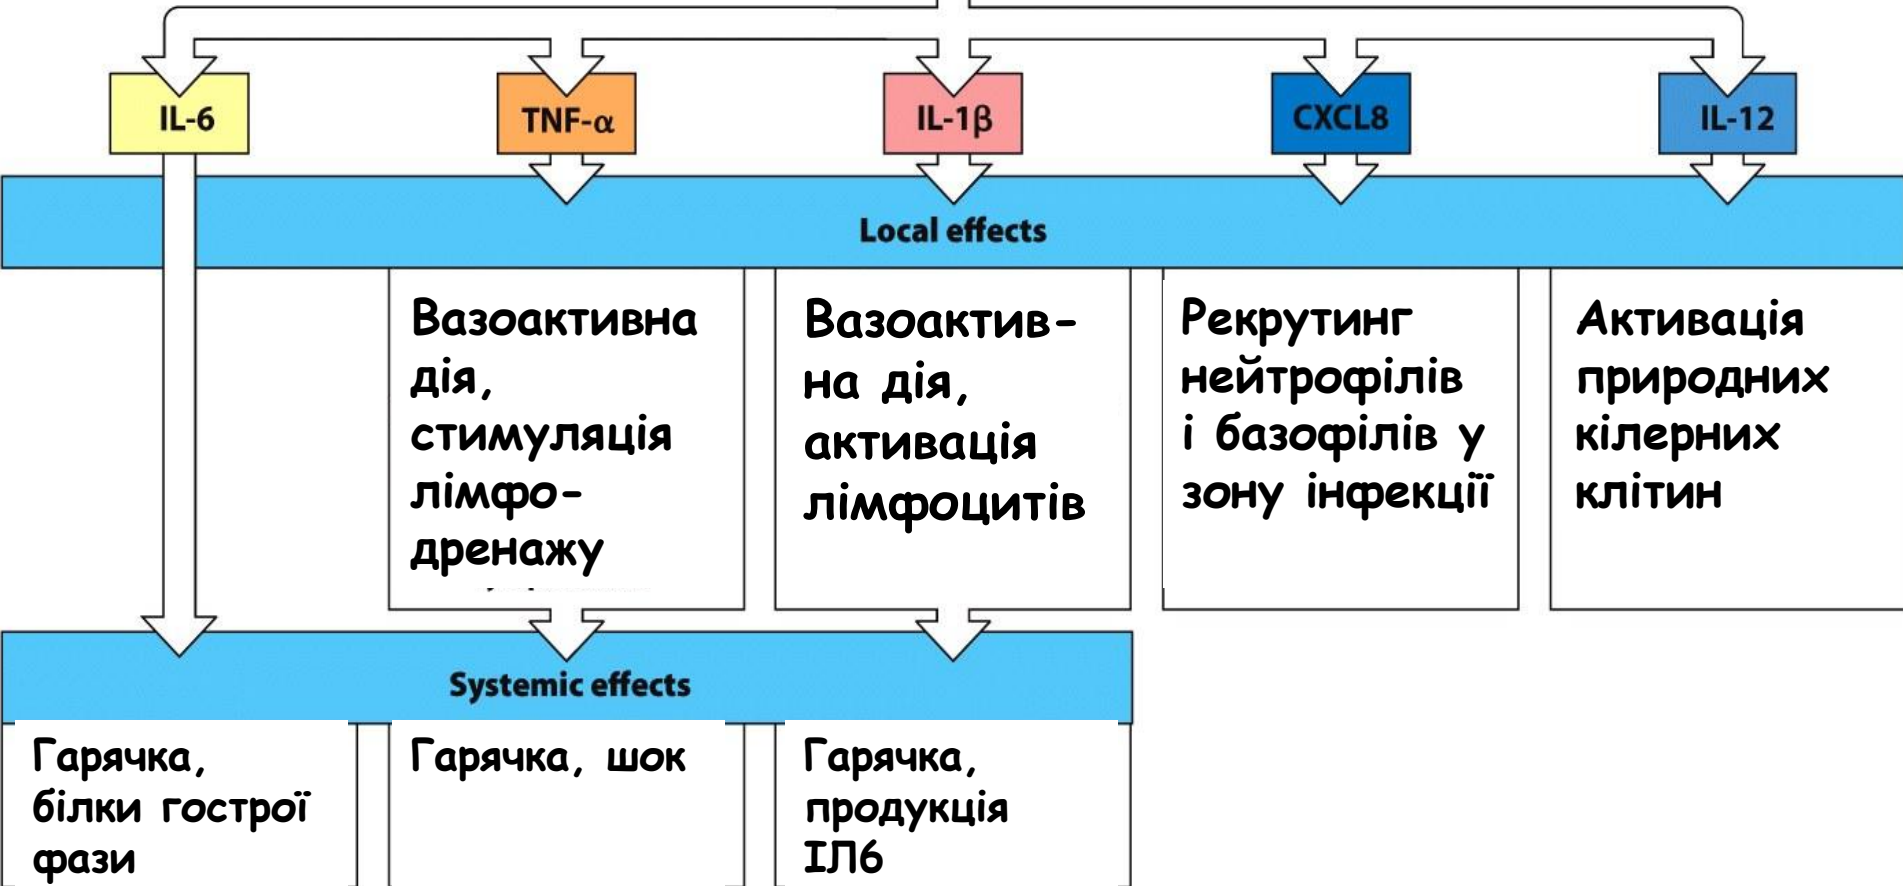 IL-6
TNF-α
IL-1β
CXCL8
IL-12
Local effects
Вазоактивна
дія,
стимуляція
лімфо-
дренажу
Вазоактив-
на дія,
активація
лімфоцитів
Рекрутинг
нейтрофілів
і базофілів у
зону інфекції
Активація
природних
кілерних
клітин
Systemic effects
Гарячка,
білки гострої
фази
Гарячка, шок
Гарячка,
продукція
ІЛ6